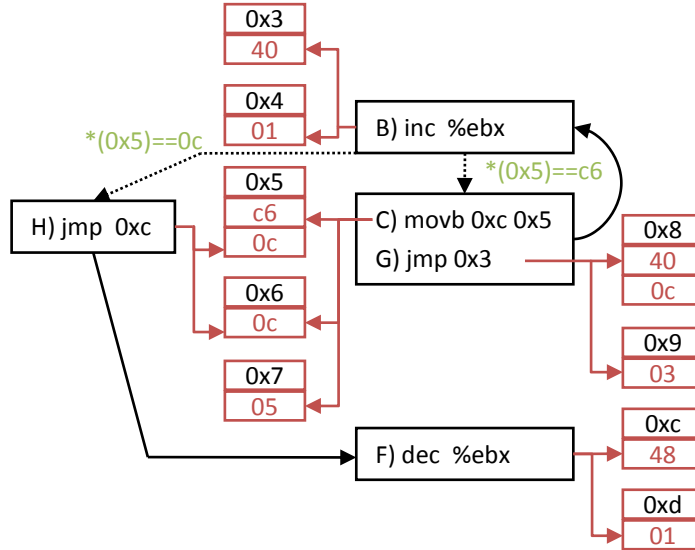 0x3
40
0x4
01
B) inc %ebx
*(0x5)==0c
*(0x5)==c6
0x5
c6
0c
H) jmp 0xc
C) movb 0xc 0x5
G) jmp 0x3
0x8
40
0c
0x6
0c
0x9
03
0x7
05
F) dec %ebx
0xc
48
0xd
01